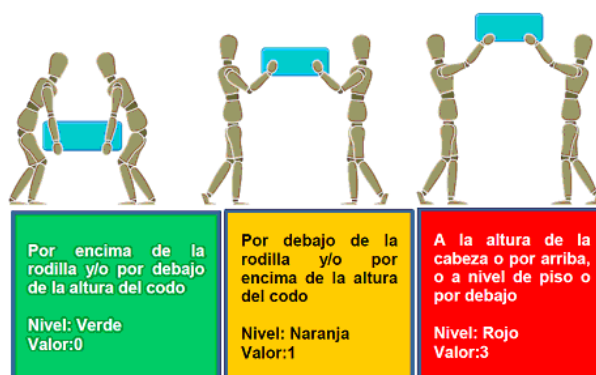 Por encima de la
rodilla y/o por debajo
de la altura del codo
Nivel: Verde
Valor:0
Por debajo de la
rodilla y/o por
encima de la altura
del codo
Nivel: Naranja
Valor:1
A la altura de la
cabeza o por arriba,
o a nivel de piso o
por debajo
Nivel: Rojo
Valor:3